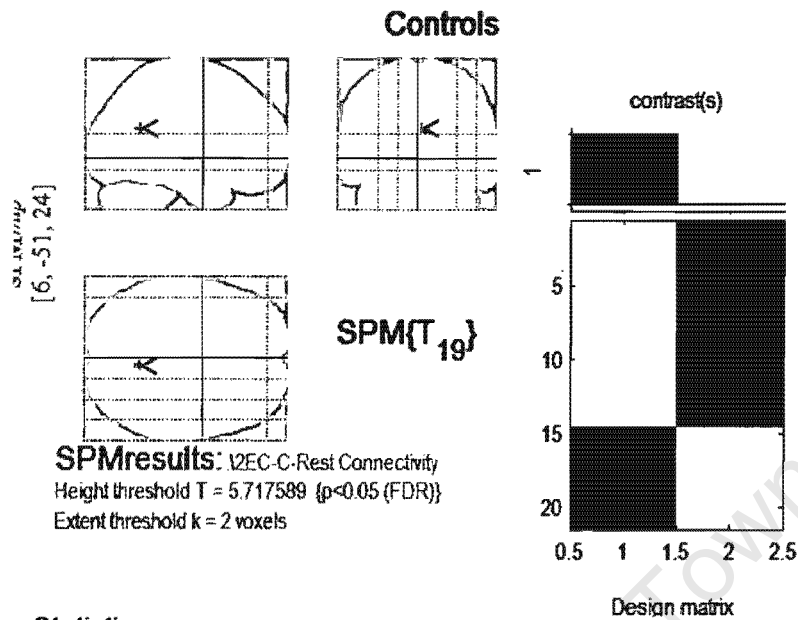 Controls
[6, -51, 24]
SPM{T19}
SPMresults: .\2EC-C-Rest Connectivity
Height threshold T = 5.717589 {p<0.05 (FDR)}
Extent threshold k = 2 voxels
contrast(s)
1
5
10
15
20
0.5 1 1.5 2 2.5
Design matrix
Town